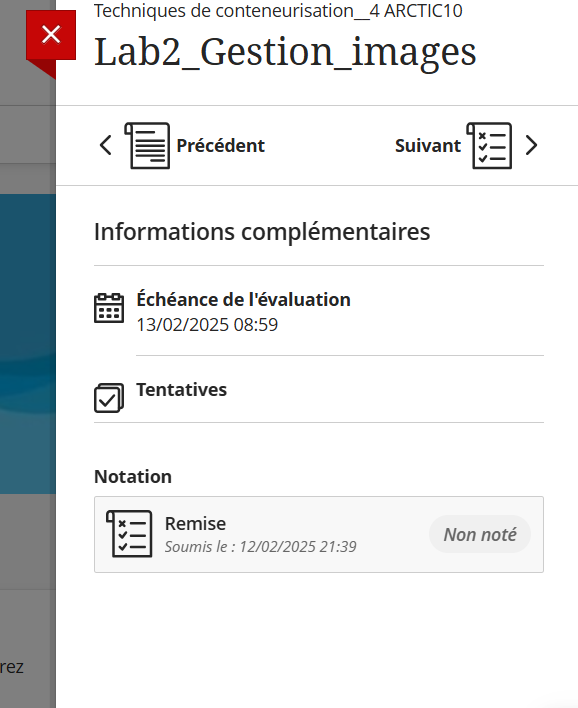 Techniques de conteneurisation__4 ARCTIC10
Lab2_Gestion_images
Précédent
Suivant
Informations complémentaires
Échéance de l'évaluation
13/02/2025 08:59
Tentatives
Notation
Remise
Soumis le : 12/02/2025 21:39
Non noté
rez